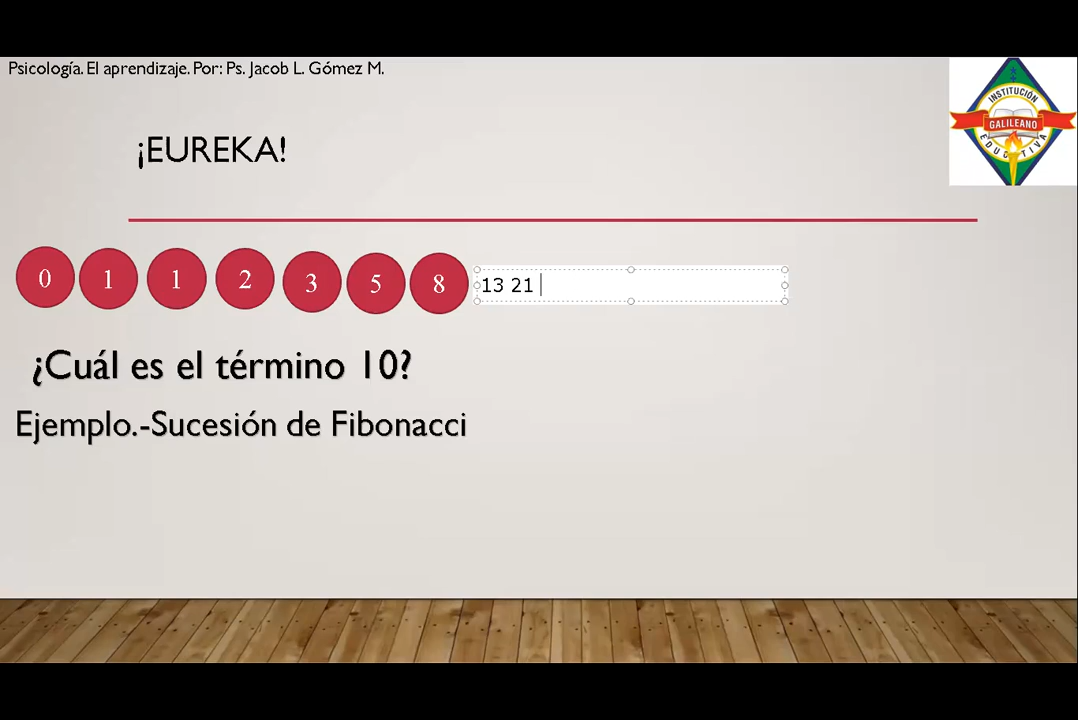 Psicología. El aprendizaje. Por: Ps. Jacob L. Gómez M.
INSTITUCIÓN
GALILEANO
EDUCATIVA
¡EUREKA!
0 1 1 2 3 5 8 13 21
¿Cuál es el término 10?
Ejemplo.-Sucesión de Fibonacci